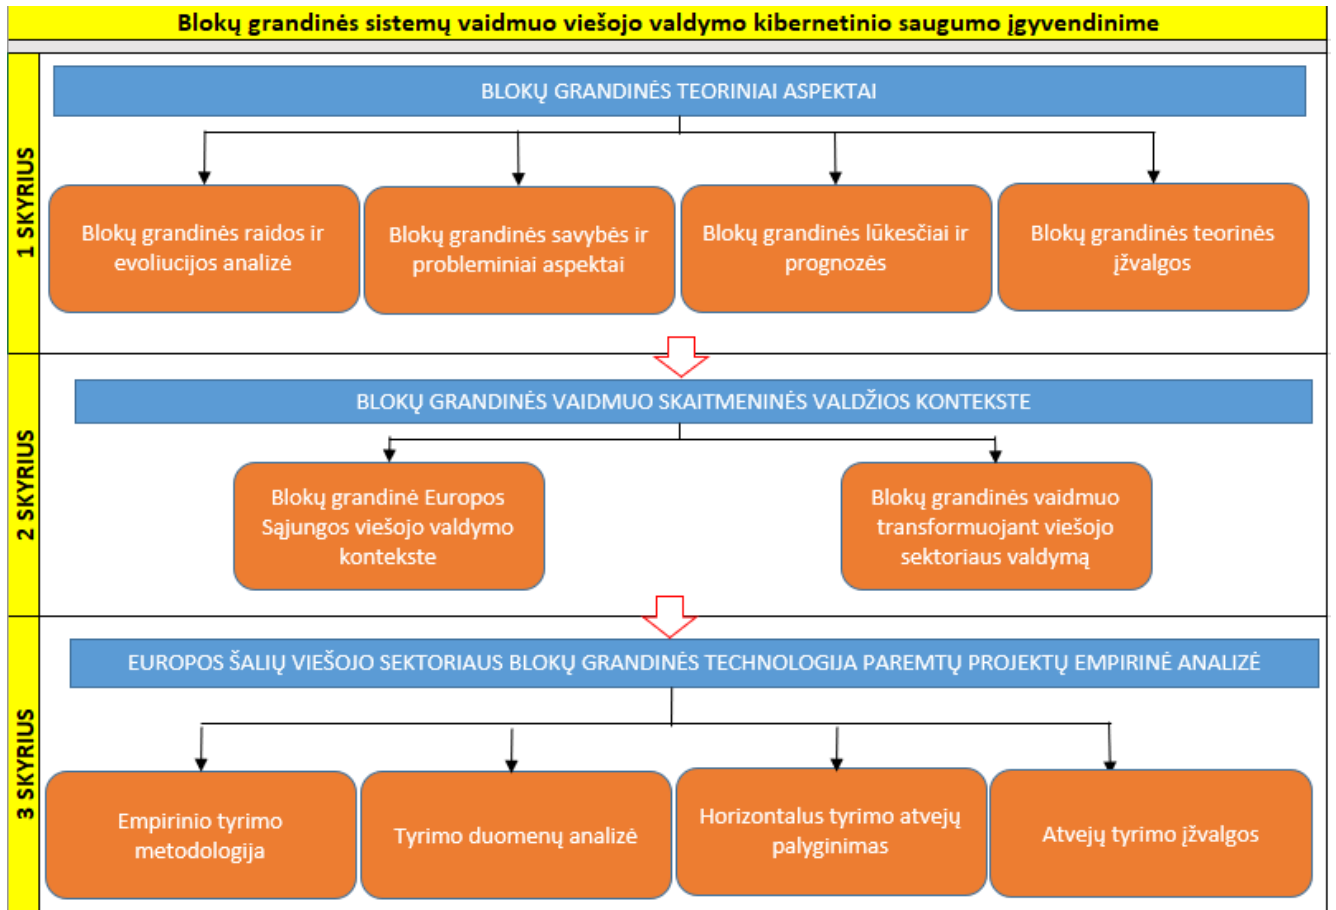 Blokų grandinės sistemų vaidmuo viešojo valdymo kibernetinio saugumo įgyvendinime
1 SKYRIUS
BLOKŲ GRANDINĖS TEORINIAI ASPEKTAI
Blokų grandinės raidos ir
evoliucijos analizė
Blokų grandinės savybės ir
probleminiai aspektai
Blokų grandinės lūkesčiai ir
prognozės
Blokų grandinės teorinės
įžvalgos
2 SKYRIUS
BLOKŲ GRANDINĖS VAIDMUO SKAITMENINĖS VALDŽIOS KONTEKSTE
Blokų grandinė Europos
Sąjungos viešojo valdymo
kontekste
Blokų grandinės vaidmuo
transformuojant viešojo
sektoriaus valdymą
3 SKYRIUS
EUROPOS ŠALIŲ VIEŠOJO SEKTORIAUS BLOKŲ GRANDINĖS TECHNOLOGIJA PAREMTŲ PROJEKTŲ EMPIRINĖ ANALIZĖ
Empirinio tyrimo
metodologija
Tyrimo duomenų analizė
Horizontalus tyrimo atvejų
palyginimas
Atvejų tyrimo įžvalgos